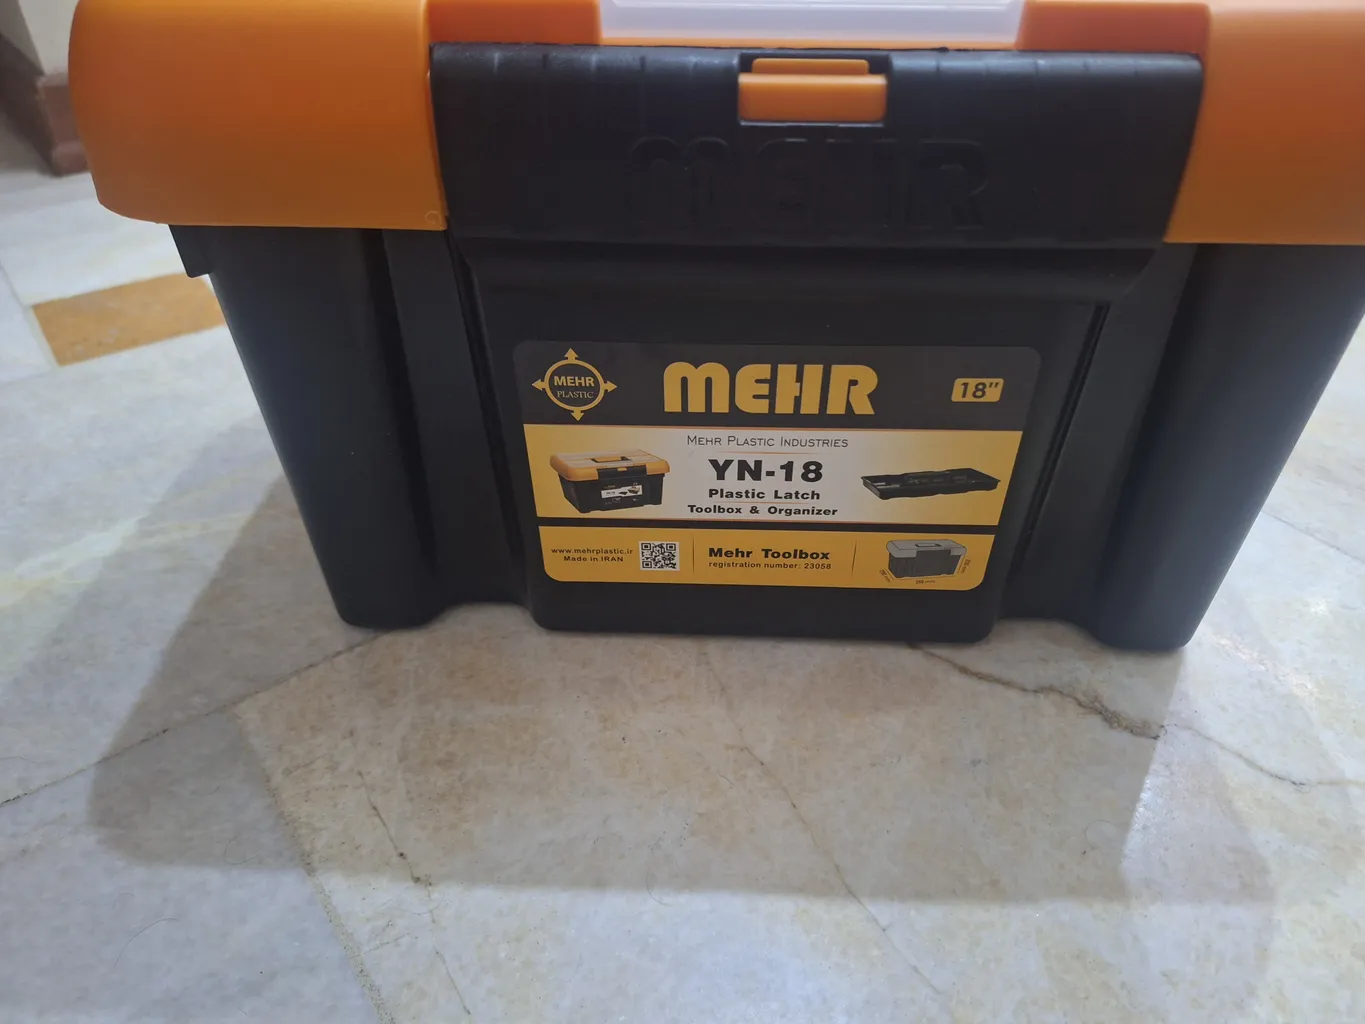 MEHR
MEHR
PLASTIC
MEHR
18"
MEHR PLASTIC INDUSTRIES
YN-18
Plastic Latch
Toolbox & Organizer
www.mehrplastic.ir
Made in IRAN
Mehr Toolbox
registration number: 23058